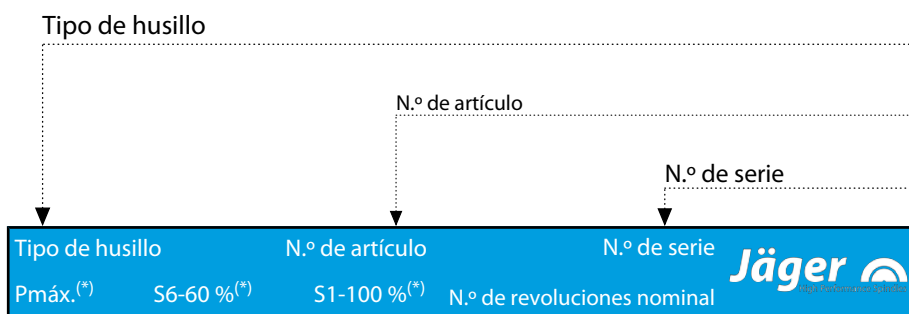 Tipo de husillo
N.º de artículo
N.º de serie
Tipo de husillo N.º de artículo N.º de serie
Jäger
Pmáx.(*) S6-60 %(*) S1-100 %(*) N.º de revoluciones nominal